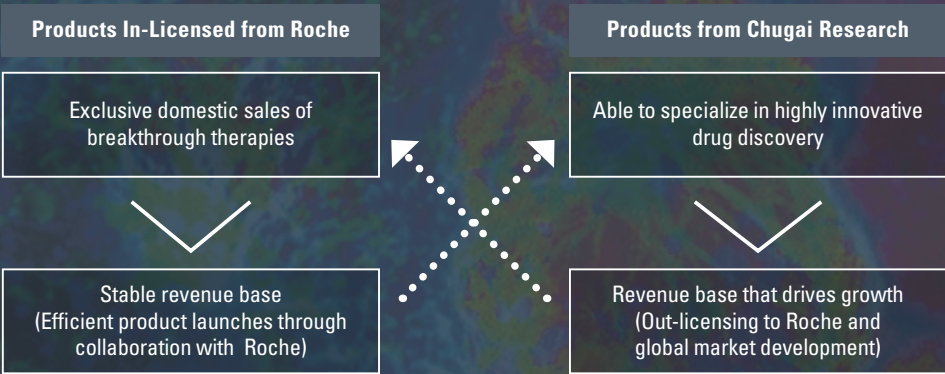 Products In-Licensed from Roche
Exclusive domestic sales of
breakthrough therapies
Stable revenue base
(Efficient product launches through
collaboration with Roche)
Products from Chugai Research
Able to specialize in highly innovative
drug discovery
Revenue base that drives growth
(Out-licensing to Roche and
global market development)